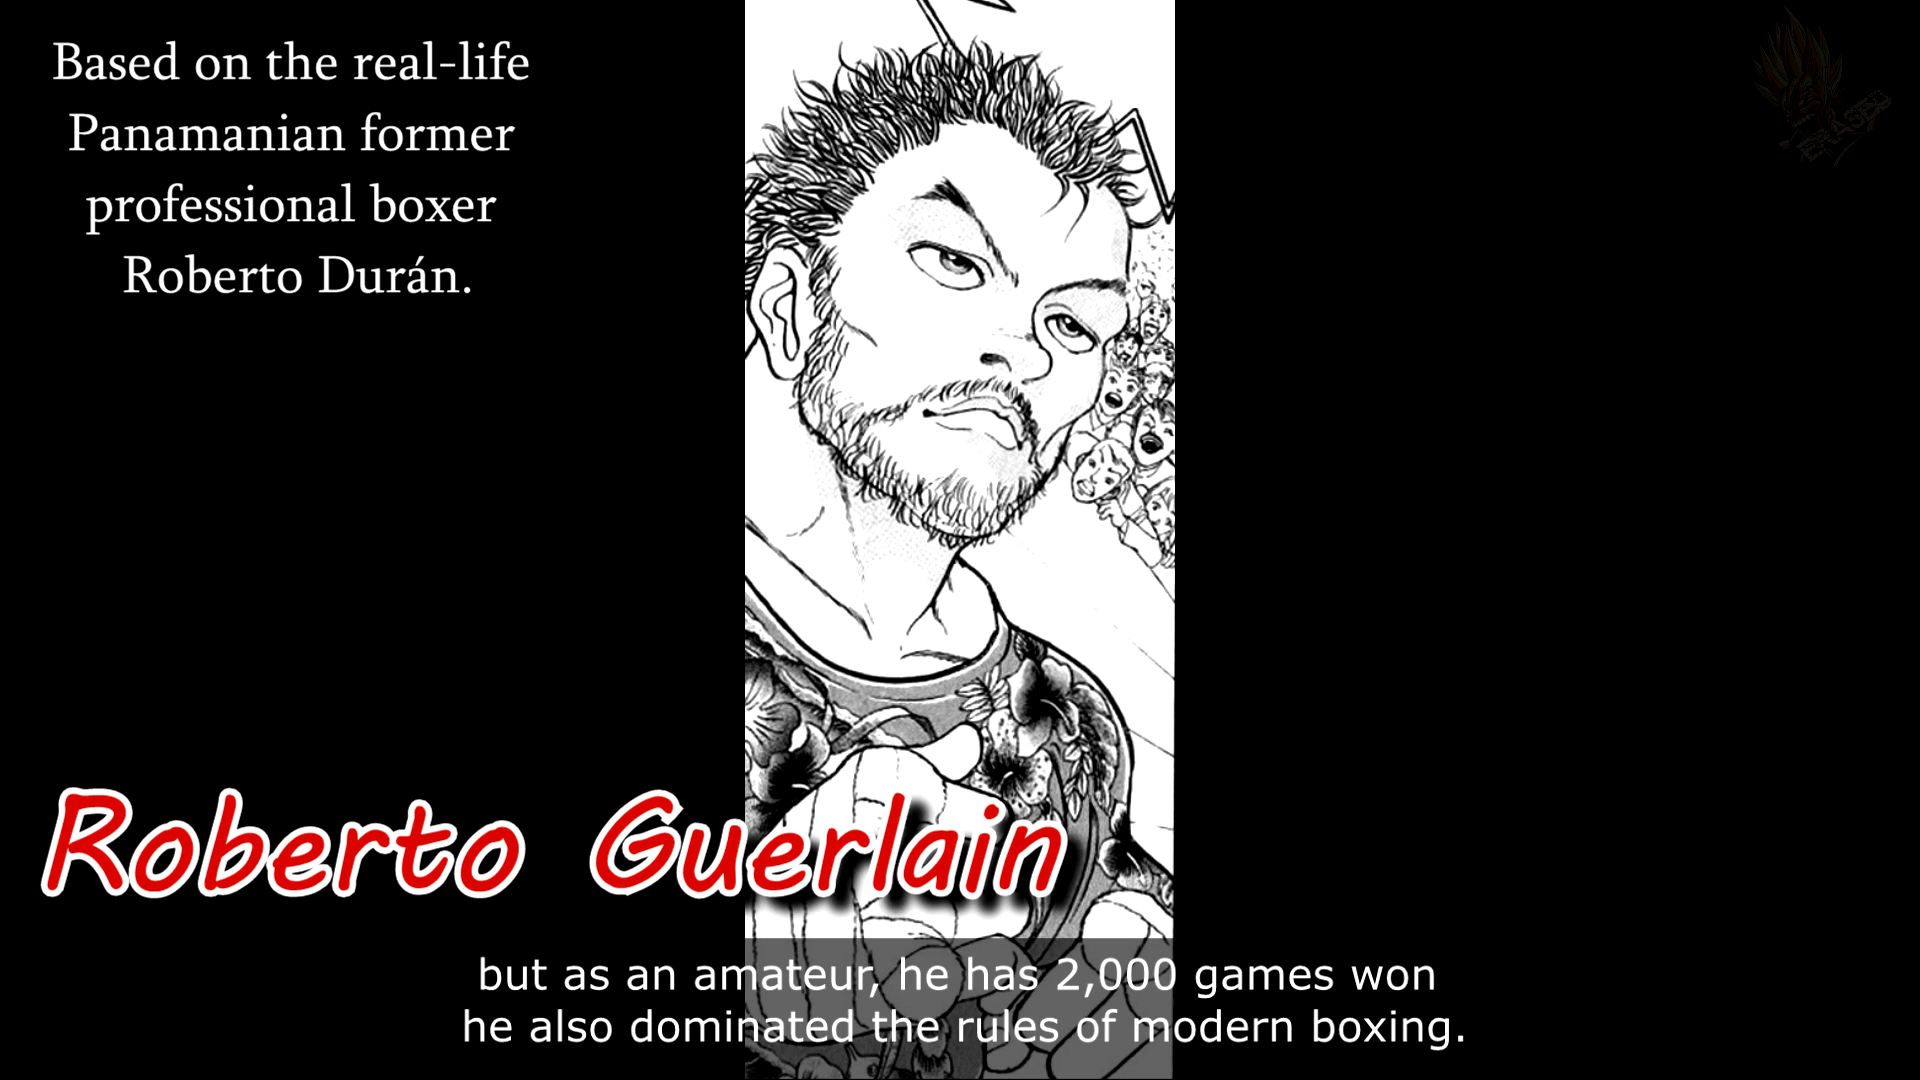 Based on the real-life
Panamanian former
professional boxer
Roberto Durán.
Roberto Guerlain
but as an amateur, he has 2,000 games won
he also dominated the rules of modern boxing.